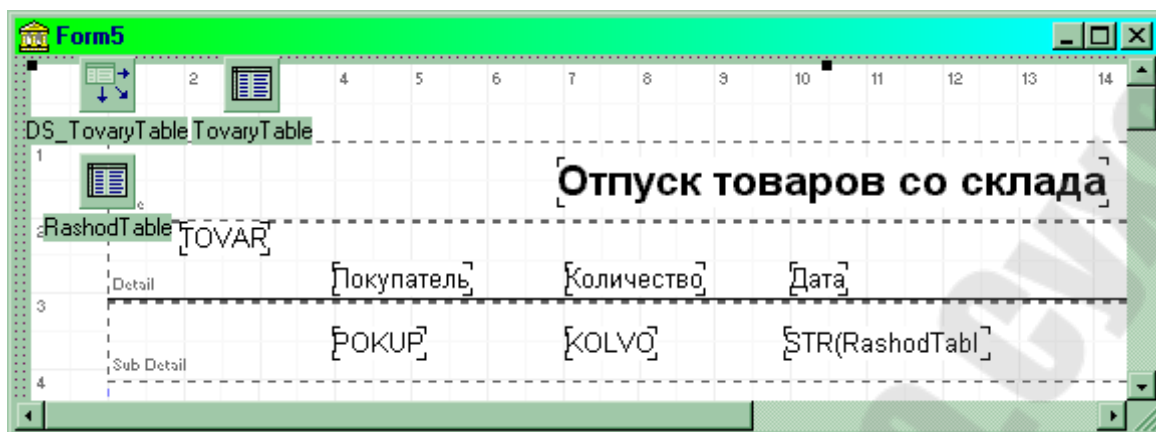 Form5
2 4 5 6 7 8 9 10 11 12 13 14
DS_TovaryTable TovaryTable
1
Отпуск товаров со склада
RashodTable
2
TOVAR
Detail
Покупатель Количество Дата
3
POKUP KOLVO STR(RashodTabl
Sub Detail
4